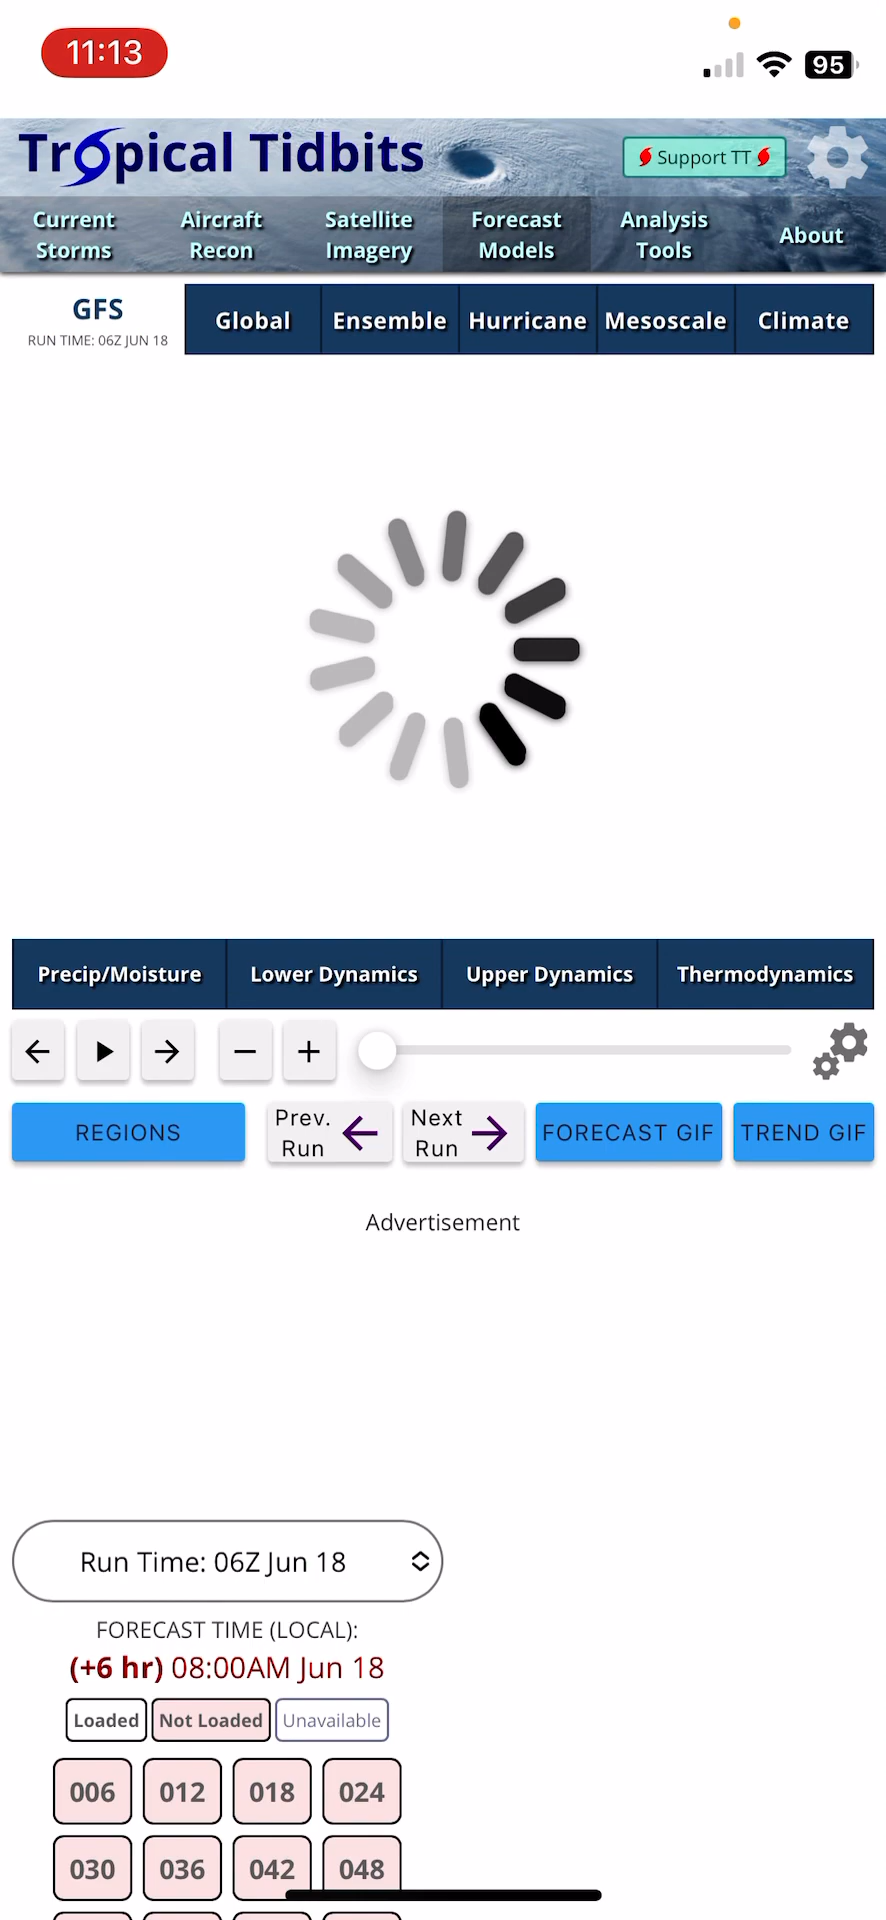 11:13
95
Tropical Tidbits
Support TT
Current Storms
Aircraft Recon
Satellite Imagery
Forecast Models
Analysis Tools
About
GFS
RUN TIME: 06Z JUN 18
Global
Ensemble
Hurricane
Mesoscale
Climate
Precip/Moisture
Lower Dynamics
Upper Dynamics
Thermodynamics
REGIONS
Prev. Run
Next Run
FORECAST GIF
TREND GIF
Advertisement
Run Time: 06Z Jun 18
FORECAST TIME (LOCAL):
(+6 hr) 08:00AM Jun 18
Loaded
Not Loaded
Unavailable
006 012 018 024
030 036 042 048